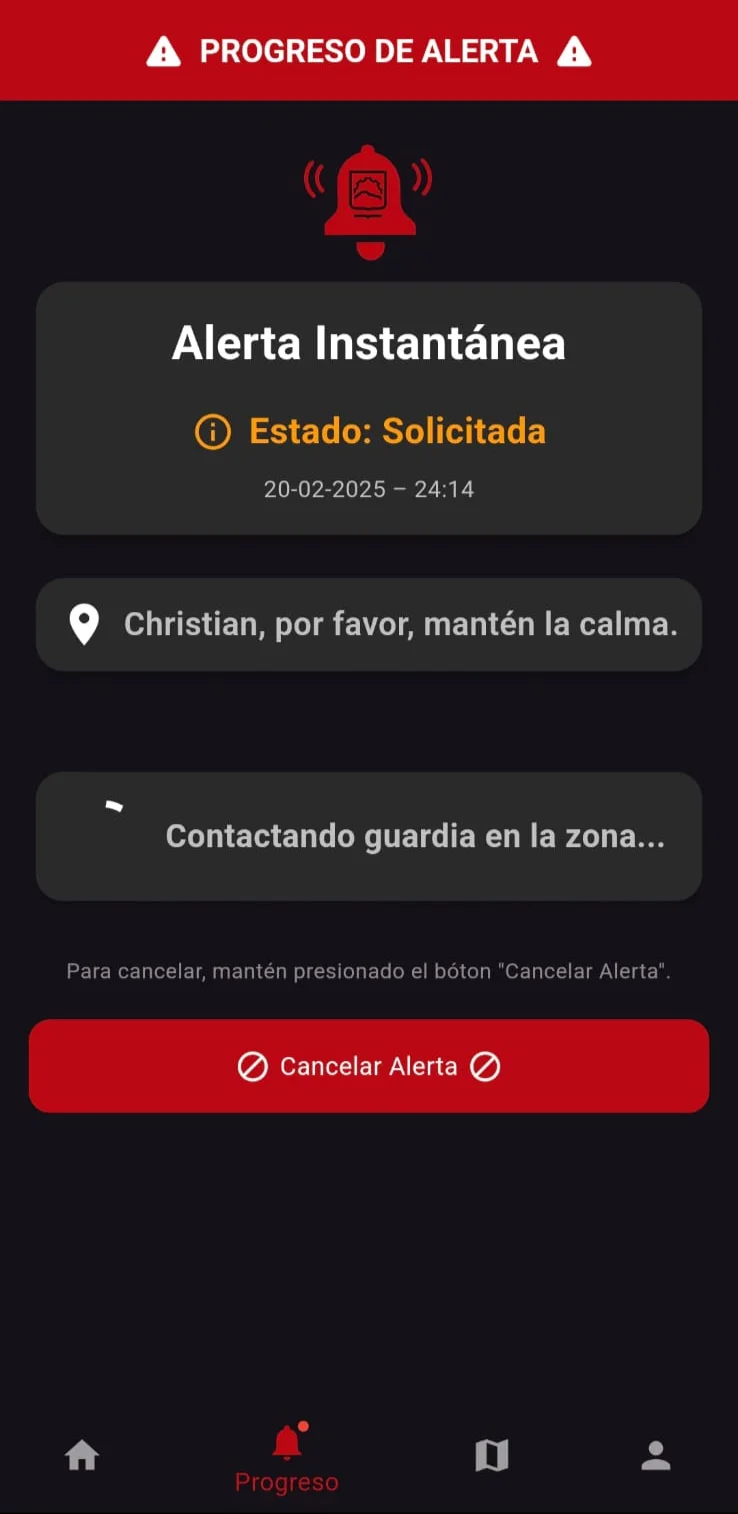 PROGRESO DE ALERTA
Alerta Instantánea
Estado: Solicitada
20-02-2025 – 24:14
Christian, por favor, mantén la calma.
Contactando guardia en la zona...
Para cancelar, mantén presionado el bóton "Cancelar Alerta".
Cancelar Alerta
Progreso